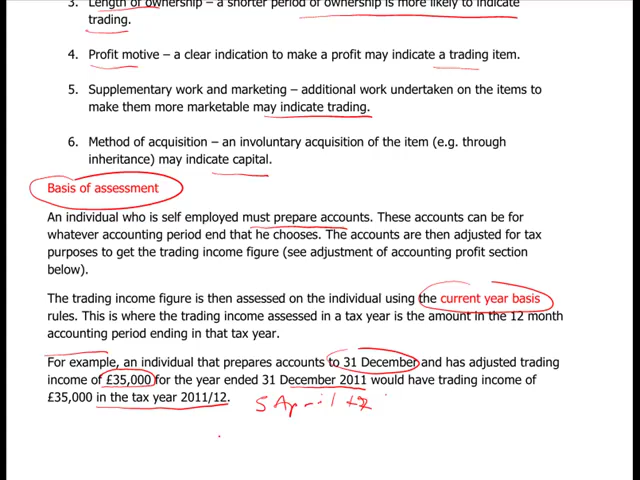 3. Length of ownership – a shorter period of ownership is more likely to indicate
trading.
4. Profit motive – a clear indication to make a profit may indicate a trading item.
5. Supplementary work and marketing – additional work undertaken on the items to
make them more marketable may indicate trading.
6. Method of acquisition – an involuntary acquisition of the item (e.g. through
inheritance) may indicate capital.
Basis of assessment
An individual who is self employed must prepare accounts. These accounts can be for
whatever accounting period end that he chooses. The accounts are then adjusted for tax
purposes to get the trading income figure (see adjustment of accounting profit section
below).
The trading income figure is then assessed on the individual using the current year basis
rules. This is where the trading income assessed in a tax year is the amount in the 12 month
accounting period ending in that tax year.
For example, an individual that prepares accounts to 31 December and has adjusted trading
income of £35,000 for the year ended 31 December 2011 would have trading income of
£35,000 in the tax year 2011/12.
5 April